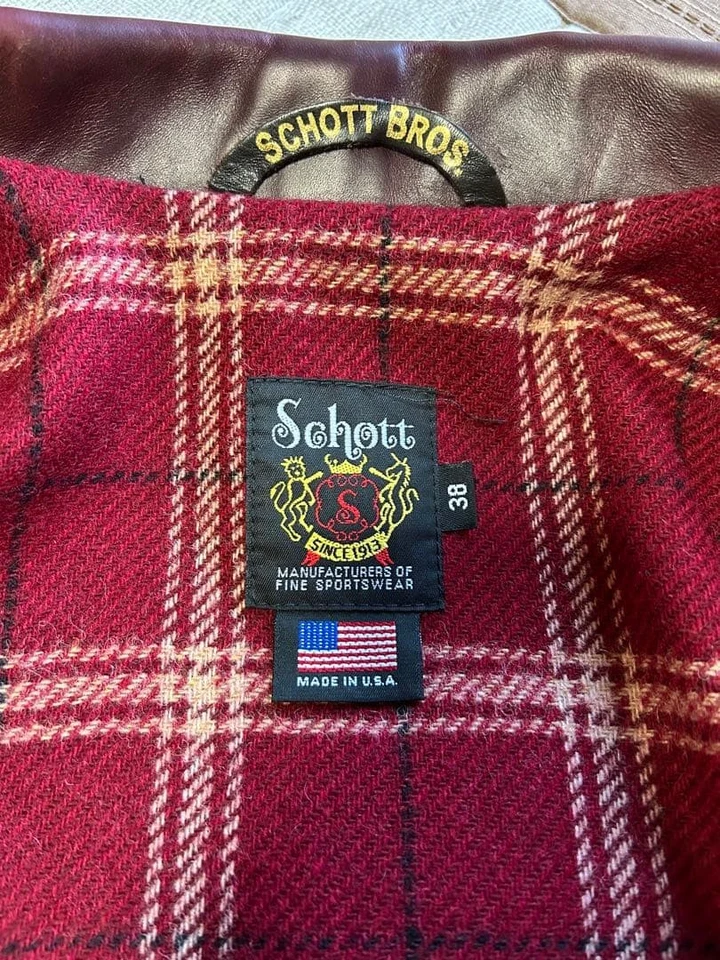 SCHOTT BROS.
Schott
S
SINCE 1913
38
MANUFACTURERS OF
FINE SPORTSWEAR
MADE IN U.S.A.